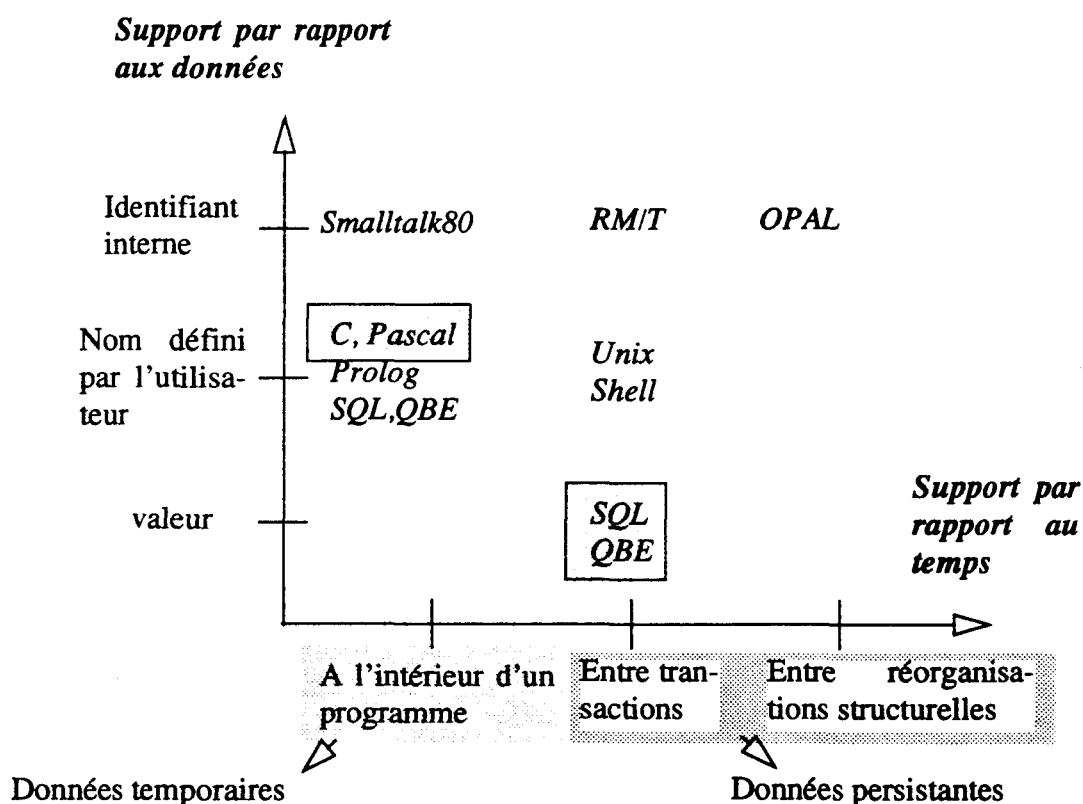 Support par rapport
aux données
Identifiant
interne
Smalltalk80
RM/T
OPAL
Nom défini
par l'utilisa-
teur
C, Pascal
Prolog
SQL,QBE
Unix
Shell
valeur
SQL
QBE
Support par
rapport au
temps
A l'intérieur d'un
programme
Entre tran-
sactions
Entre réorganisa-
tions structurelles
Données temporaires
Données persistantes